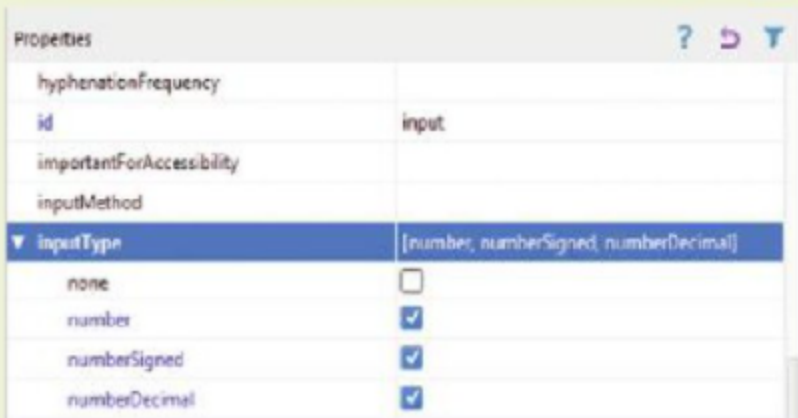 Properties
hyphenationFrequency
id input
importantForAccessibility
inputMethod
inputType [number, numberSigned, numberDecimal]
none
number
numberSigned
numberDecimal